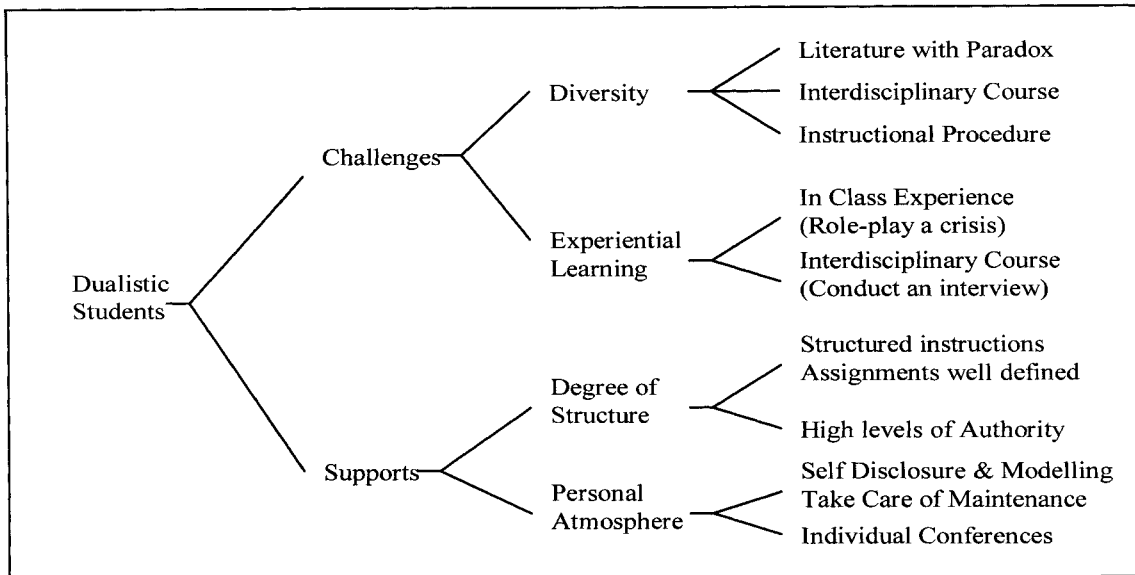 Literature with Paradox
Diversity
Interdisciplinary Course
Instructional Procedure
Challenges
In Class Experience
(Role-play a crisis)
Experiential
Learning
Interdisciplinary Course
(Conduct an interview)
Dualistic
Students
Structured instructions
Assignments well defined
Degree of
Structure
High levels of Authority
Supports
Self Disclosure & Modelling
Take Care of Maintenance
Personal
Atmosphere
Individual Conferences